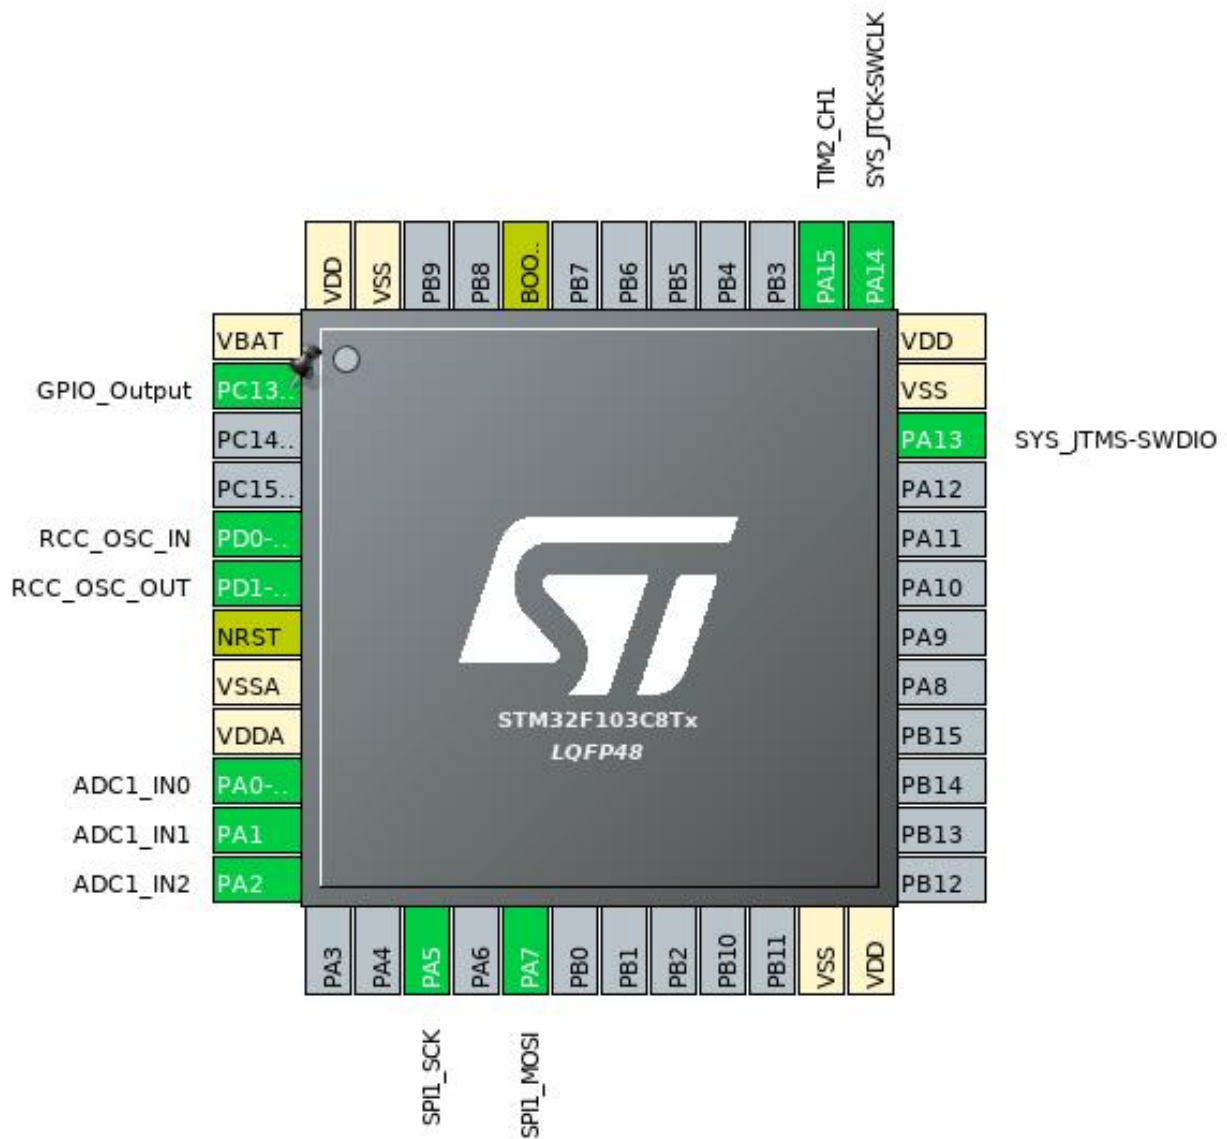 TIM2_CH1
SYS_JTCK-SWCLK
VDD
VSS
PB9
PB8
BOO..
PB7
PB6
PB5
PB4
PB3
PA15
PA14
VBAT
GPIO_Output
PC13..
PC14..
PC15..
RCC_OSC_IN
PD0-..
RCC_OSC_OUT
PD1-..
NRST
VSSA
VDDA
ADC1_IN0
PA0-..
ADC1_IN1
PA1
ADC1_IN2
PA2
VDD
VSS
PA13
SYS_JTMS-SWDIO
PA12
PA11
PA10
PA9
PA8
PB15
PB14
PB13
PB12
ST
STM32F103C8Tx
LQFP48
PA3
PA4
PA5
PA6
PA7
PB0
PB1
PB2
PB10
PB11
VSS
VDD
SPI1_SCK
SPI1_MOSI